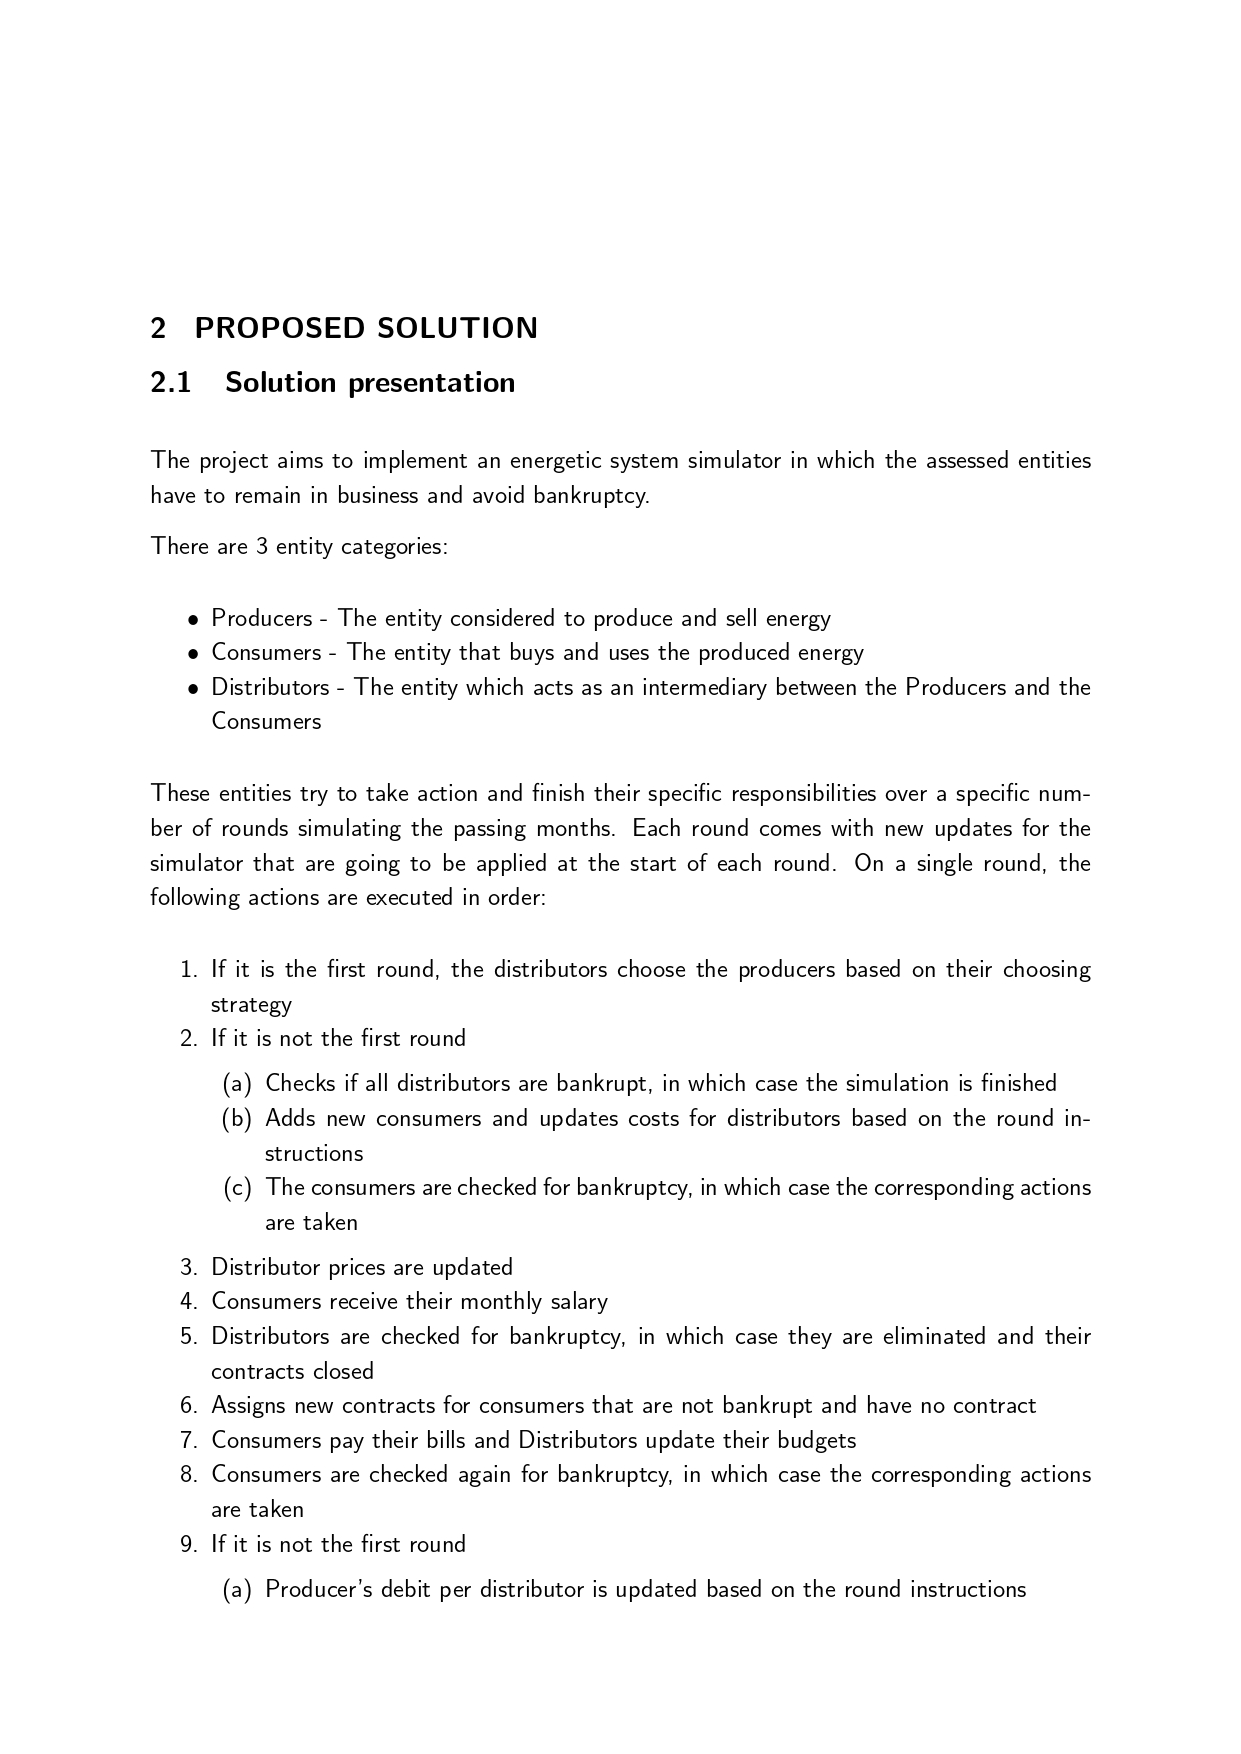 2 PROPOSED SOLUTION
2.1 Solution presentation
The project aims to implement an energetic system simulator in which the assessed entities
have to remain in business and avoid bankruptcy.
There are 3 entity categories:
• Producers - The entity considered to produce and sell energy
• Consumers - The entity that buys and uses the produced energy
• Distributors - The entity which acts as an intermediary between the Producers and the
Consumers
These entities try to take action and finish their specific responsibilities over a specific num-
ber of rounds simulating the passing months. Each round comes with new updates for the
simulator that are going to be applied at the start of each round. On a single round, the
following actions are executed in order:
1. If it is the first round, the distributors choose the producers based on their choosing
strategy
2. If it is not the first round
(a) Checks if all distributors are bankrupt, in which case the simulation is finished
(b) Adds new consumers and updates costs for distributors based on the round in-
structions
(c) The consumers are checked for bankruptcy, in which case the corresponding actions
are taken
3. Distributor prices are updated
4. Consumers receive their monthly salary
5. Distributors are checked for bankruptcy, in which case they are eliminated and their
contracts closed
6. Assigns new contracts for consumers that are not bankrupt and have no contract
7. Consumers pay their bills and Distributors update their budgets
8. Consumers are checked again for bankruptcy, in which case the corresponding actions
are taken
9. If it is not the first round
(a) Producer's debit per distributor is updated based on the round instructions